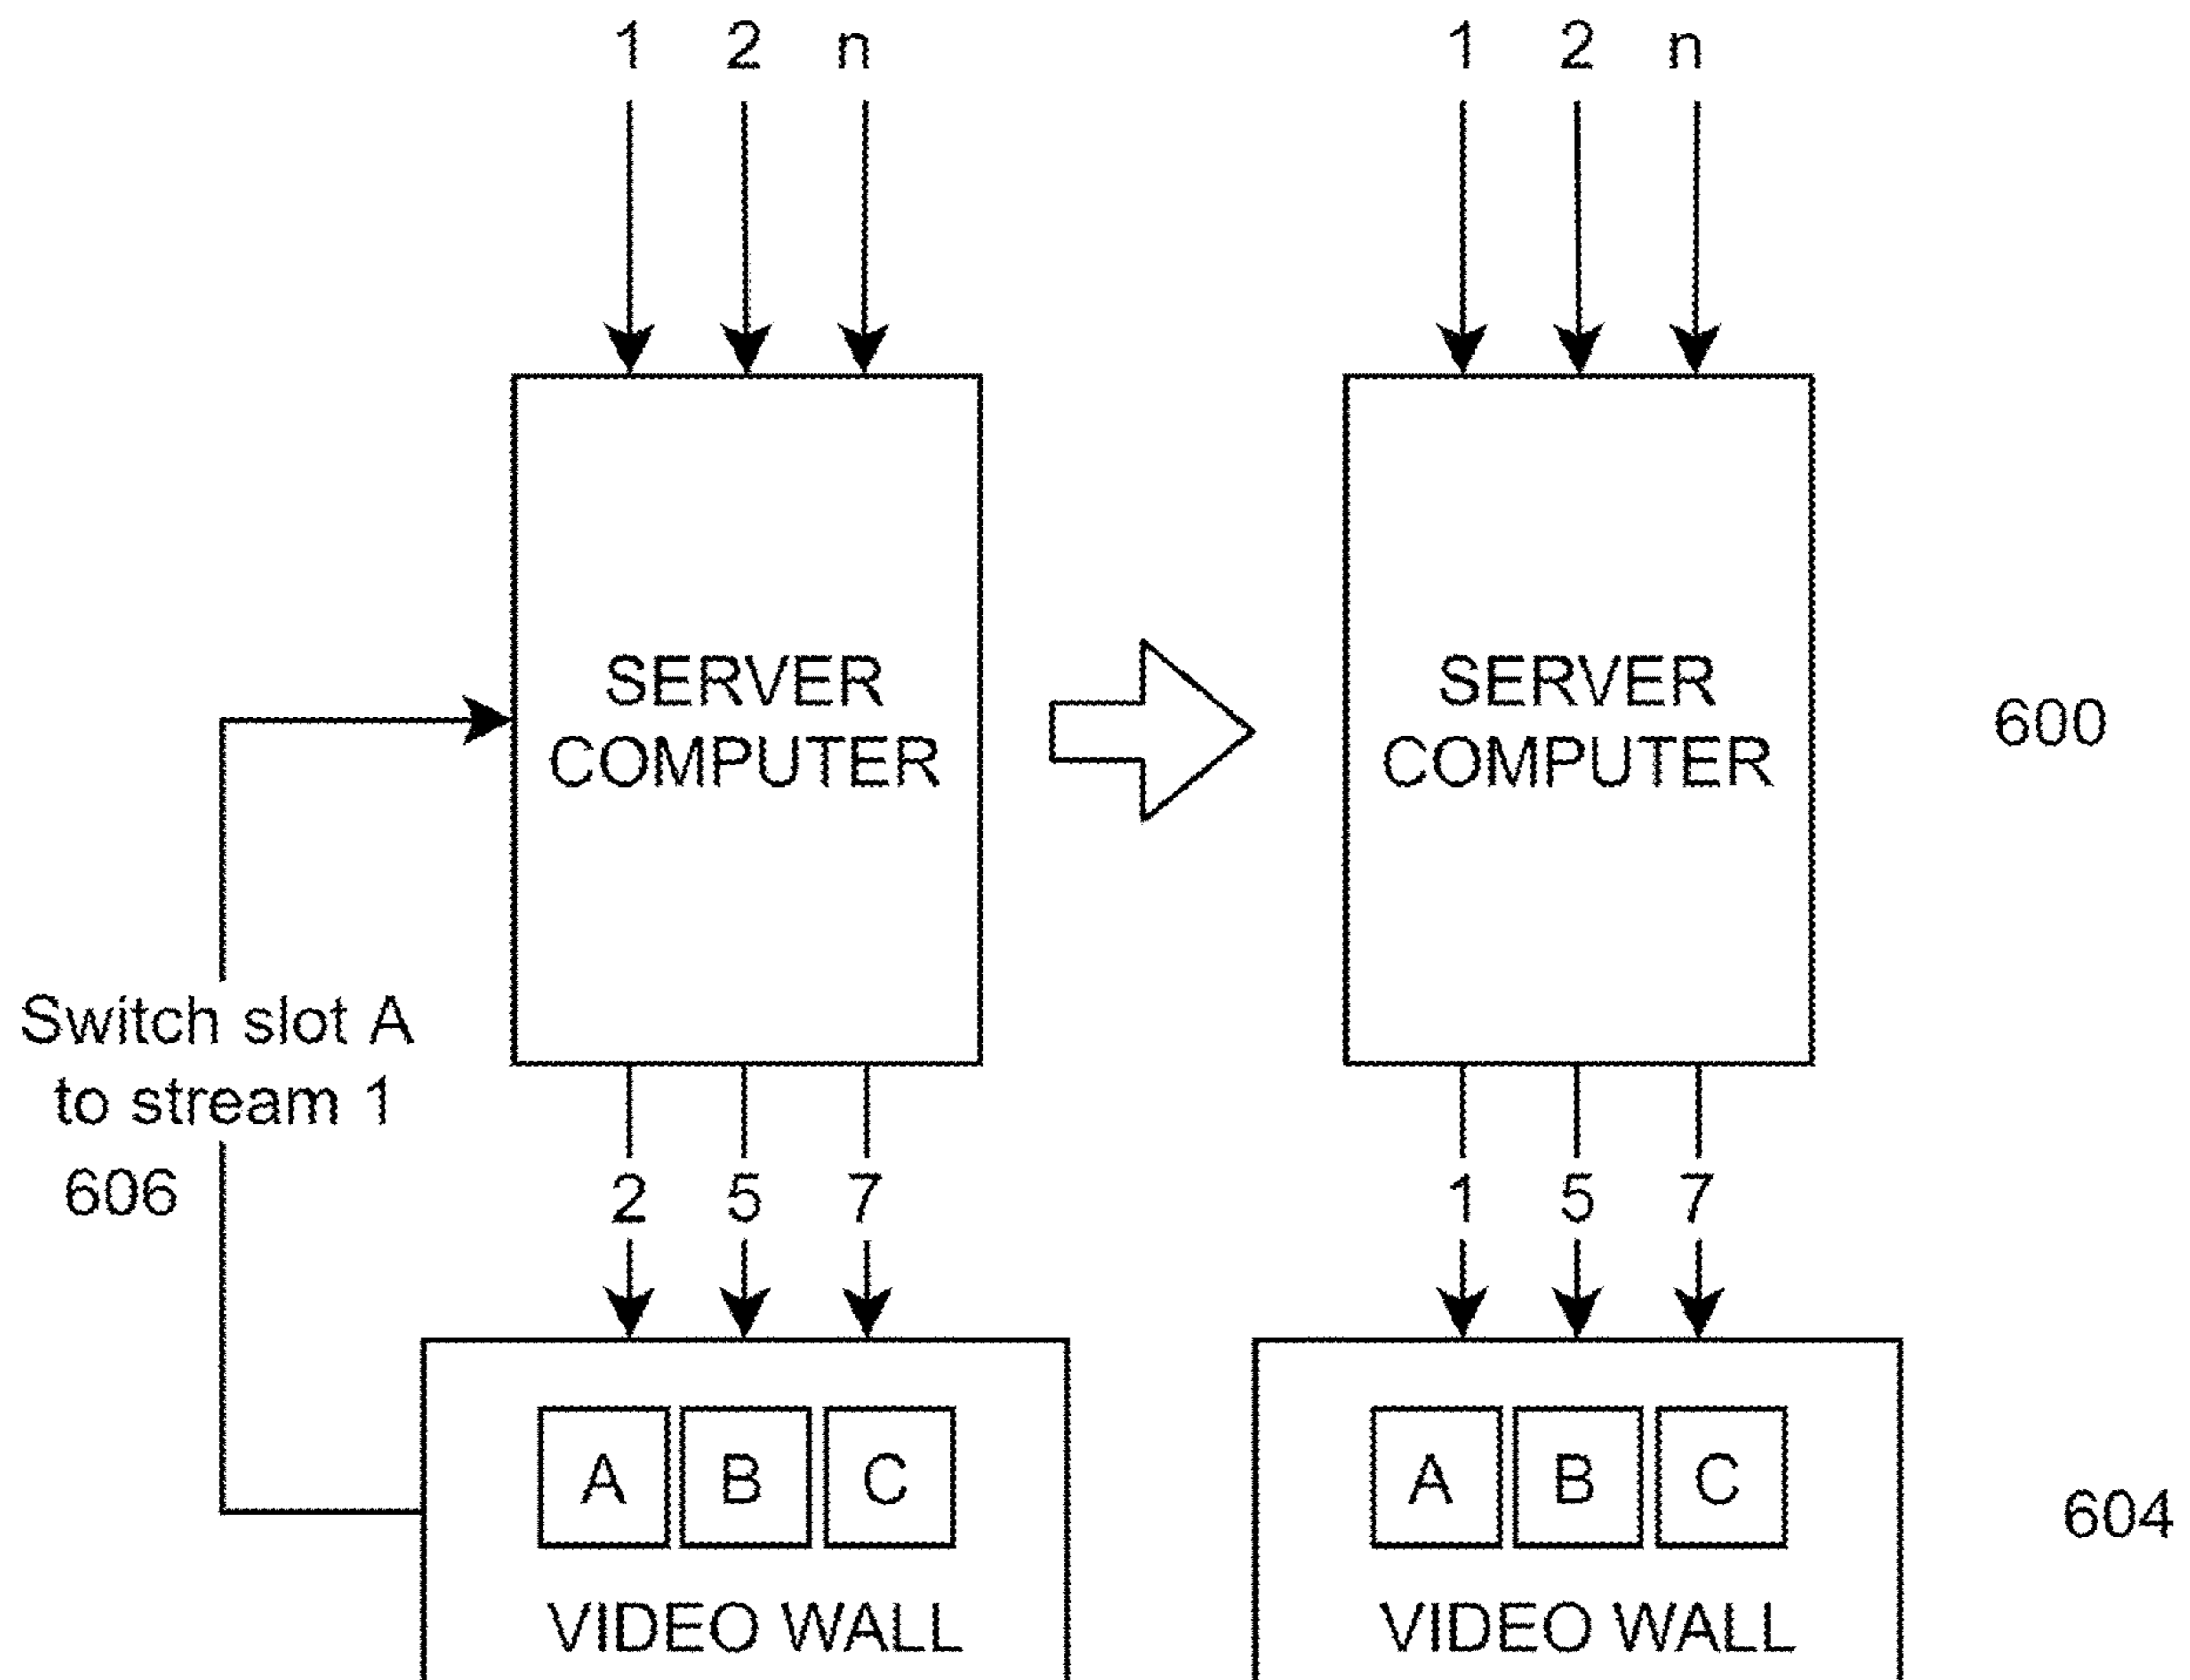 1 2 n 1 2 n
SERVER
COMPUTER
SERVER
COMPUTER
600
Switch slot A
to stream 1
606
2 5 7 1 5 7
A B C A B C
604
VIDEO WALL VIDEO WALL